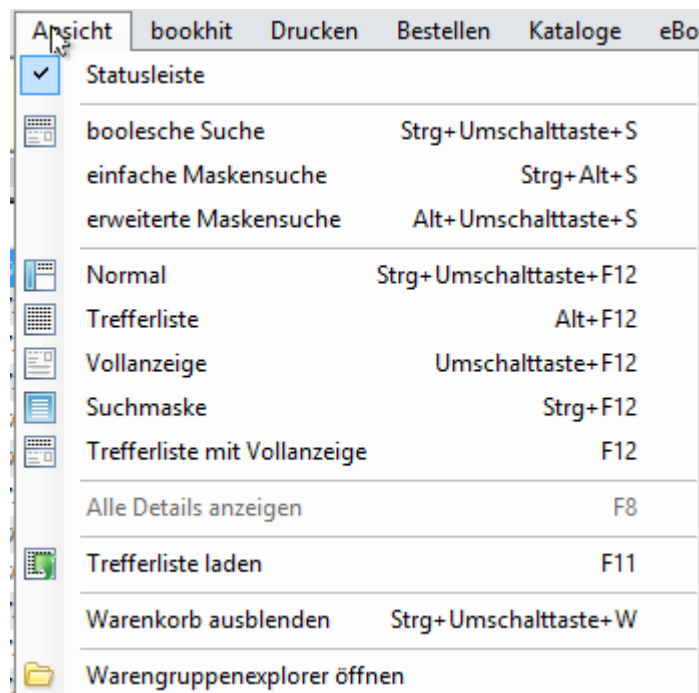 Ansicht bookhit Drucken Bestellen Kataloge eBo
Statusleiste
boolesche Suche Strg+Umschalttaste+S
einfache Maskensuche Strg+Alt+S
erweiterte Maskensuche Alt+Umschalttaste+S
Normal Strg+Umschalttaste+F12
Trefferliste Alt+F12
Vollanzeige Umschalttaste+F12
Suchmaske Strg+F12
Trefferliste mit Vollanzeige F12
Alle Details anzeigen F8
Trefferliste laden F11
Warenkorb ausblenden Strg+Umschalttaste+W
Warengruppenexplorer öffnen